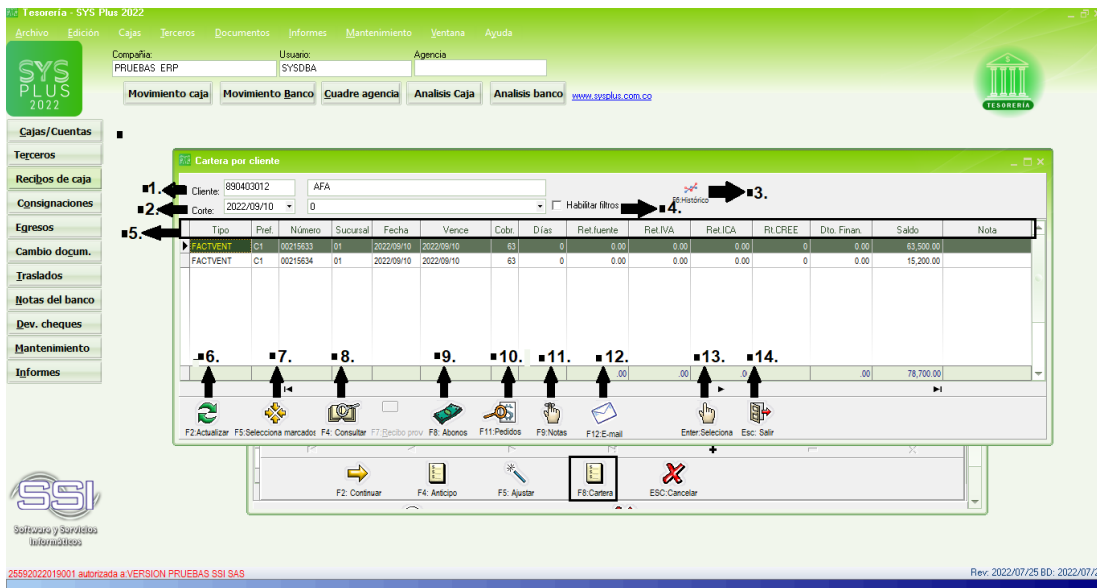 Tesorería - SYS Plus 2022
Archivo Edición Cajas Terceros Documentos Informes Mantenimiento Ventana Ayuda
Compañia: Usuario: Agencia
PRUEBAS ERP SYSDBA
SYS
PLUS
2022
Movimiento caja Movimiento Banco Cuadre agencia Analisis Caja Analisis banco www.sysplus.com.co
TESORERÍA
Cajas/Cuentas
Terceros
Recibos de caja
Consignaciones
Egresos
Cambio docum.
Traslados
Notas del banco
Dev. cheques
Mantenimiento
Informes
Cartera por cliente
1. Cliente: 890403012 AFA F6:Histórico 3.
2. Corte: 2022/09/10 0 Habilitar filtros 4.
5. Tipo Pref. Número Sucursal Fecha Vence Cobr. Días Ret.fuente Ret.IVA Ret.ICA Rt.CREE Dto. Finan. Saldo Nota
FACTVENT C1 00215633 01 2022/09/10 2022/09/10 63 0 0.00 0.00 0.00 0 0.00 63,500.00
FACTVENT C1 00215634 01 2022/09/10 2022/09/10 63 0 0.00 0.00 0.00 0 0.00 15,200.00
6. 7. 8. 9. 10. 11. 12. 13. 14.
.00 .00 .0 .00 78,700.00
F2:Actualizar F5:Selecciona marcados F4: Consultar F7:Recibo prov F8: Abonos F11:Pedidos F9:Notas F12:E-mail Enter:Seleciona Esc: Salir
F2: Continuar F4: Anticipo F5: Ajustar F8:Cartera ESC:Cancelar
SSI
Software y Servicios
Informáticos
25592022019001 autorizada a:VERSION PRUEBAS SSI SAS
Rev: 2022/07/25 BD: 2022/07/2